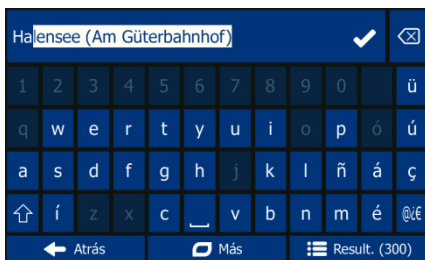 Halensee (Am Güterbahnhof)
1 2 3 4 5 6 7 8 9 0 ü
q w e r t y u i o p ó ú
a s d f g h j k l ñ á ç
í z x c v b n m é @¿€
Atrás Más Result. (300)